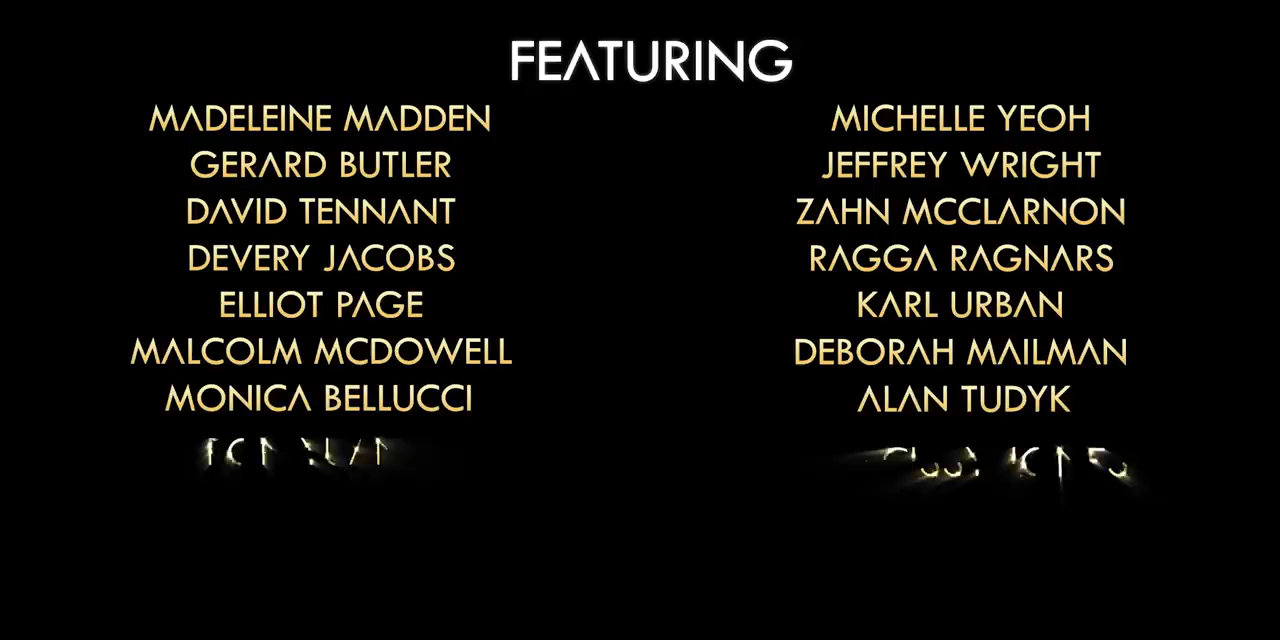 FEATURING
MADELEINE MADDEN
GERARD BUTLER
DAVID TENNANT
DEVERY JACOBS
ELLIOT PAGE
MALCOLM MCDOWELL
MONICA BELLUCCI
MICHELLE YEOH
JEFFREY WRIGHT
ZAHN MCCLARNON
RAGGA RAGNARS
KARL URBAN
DEBORAH MAILMAN
ALAN TUDYK